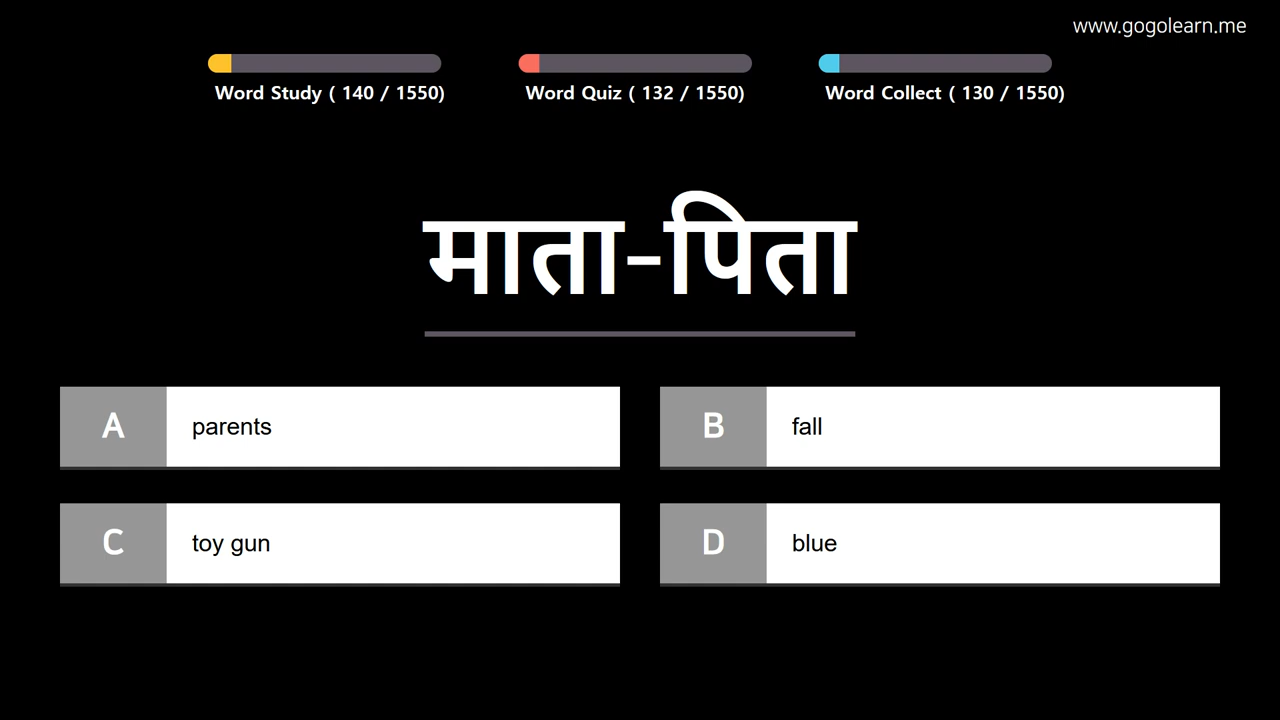 www.gogolearn.me
Word Study ( 140 / 1550)
Word Quiz ( 132 / 1550)
Word Collect ( 130 / 1550)
माता-पिता
A parents
B fall
C toy gun
D blue